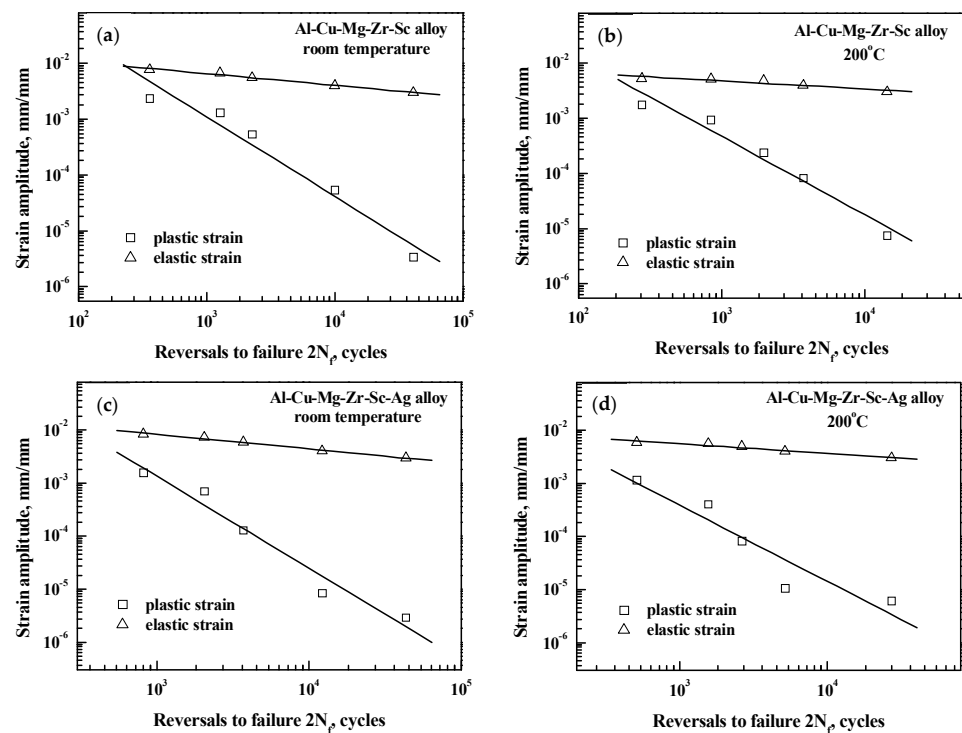 (a) Al-Cu-Mg-Zr-Sc alloy
room temperature
10⁻²
10⁻³
10⁻⁴
10⁻⁵
10⁻⁶
Strain amplitude, mm/mm
plastic strain
elastic strain
10² 10³ 10⁴ 10⁵
Reversals to failure 2N_f, cycles
(b) Al-Cu-Mg-Zr-Sc alloy
200°C
10⁻²
10⁻³
10⁻⁴
10⁻⁵
10⁻⁶
Strain amplitude, mm/mm
plastic strain
elastic strain
10² 10³ 10⁴
Reversals to failure 2N_f, cycles
(c) Al-Cu-Mg-Zr-Sc-Ag alloy
room temperature
10⁻²
10⁻³
10⁻⁴
10⁻⁵
10⁻⁶
Strain amplitude, mm/mm
plastic strain
elastic strain
10³ 10⁴ 10⁵
Reversals to failure 2N_f, cycles
(d) Al-Cu-Mg-Zr-Sc-Ag alloy
200°C
10⁻²
10⁻³
10⁻⁴
10⁻⁵
10⁻⁶
Strain amplitude, mm/mm
plastic strain
elastic strain
10³ 10⁴
Reversals to failure 2N_f, cycles